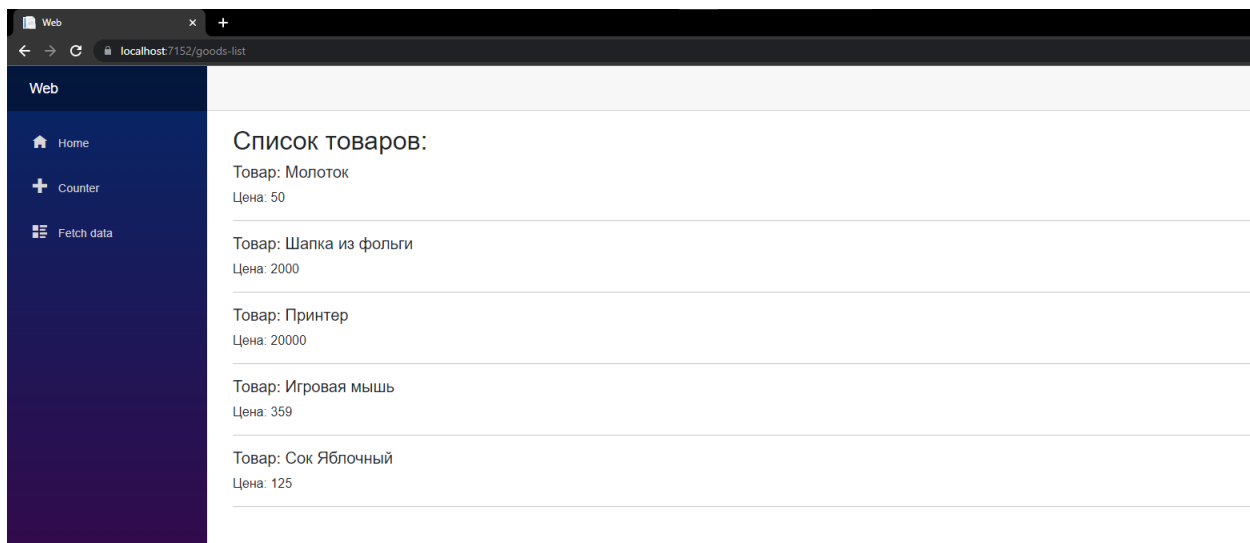 Web
localhost:7152/goods-list
Web
Home
Counter
Fetch data
Список товаров:
Товар: Молоток
Цена: 50
Товар: Шапка из фольги
Цена: 2000
Товар: Принтер
Цена: 20000
Товар: Игровая мышь
Цена: 359
Товар: Сок Яблочный
Цена: 125